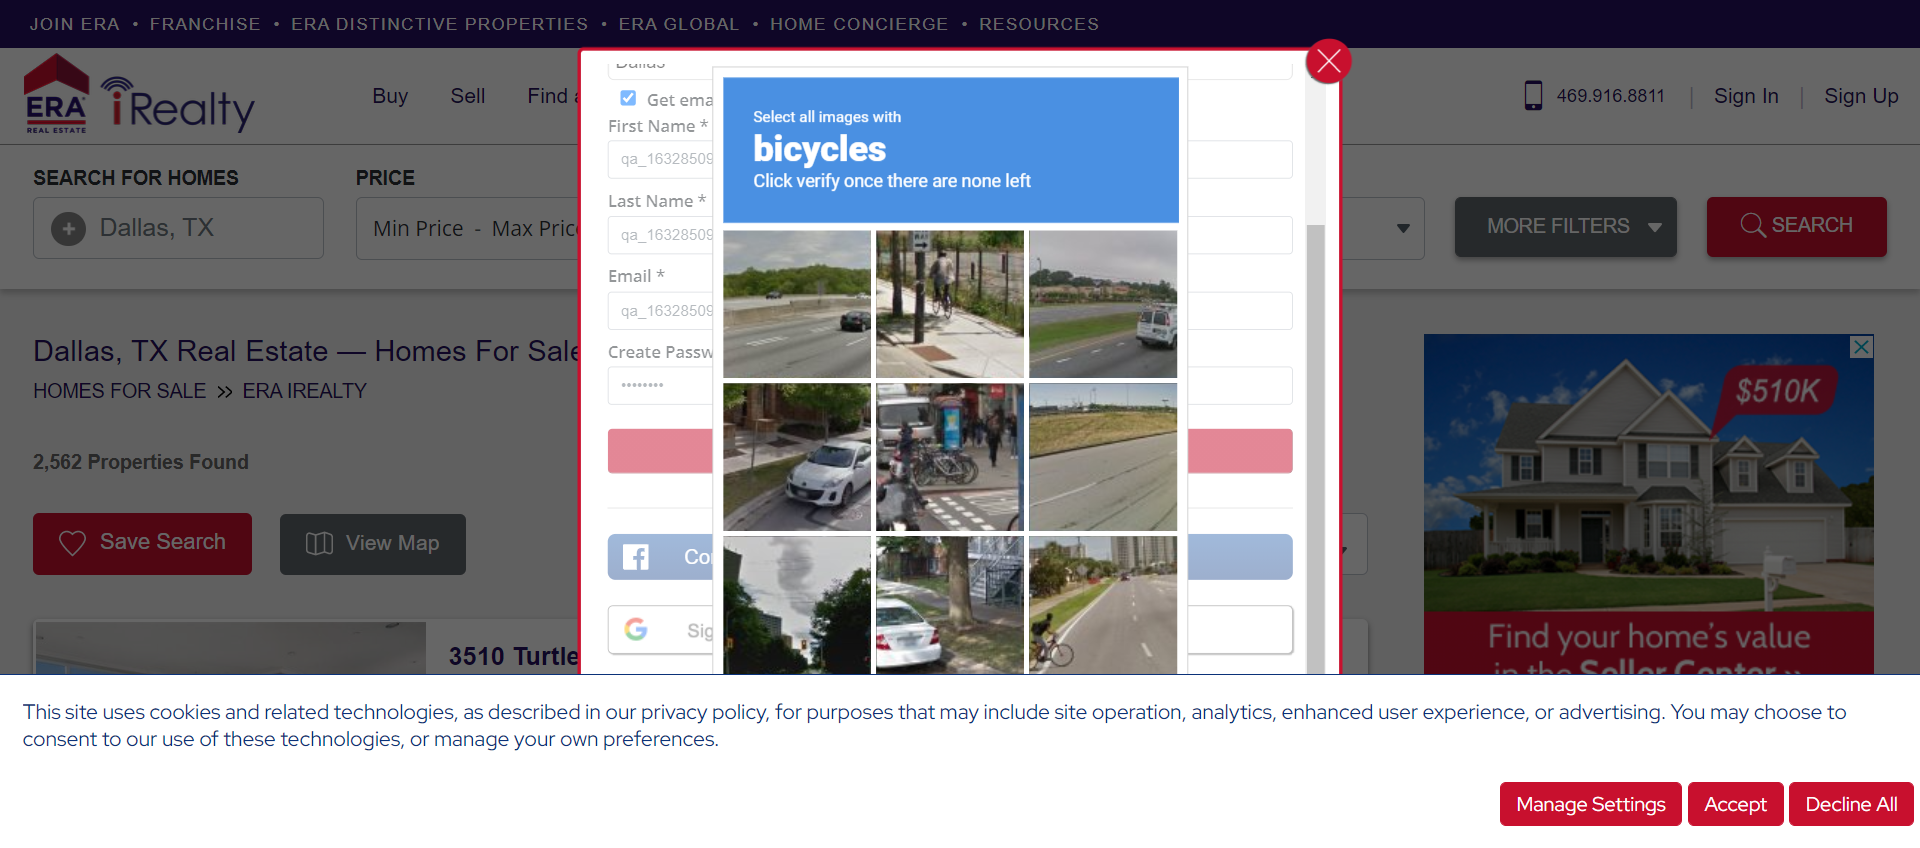 JOIN ERA • FRANCHISE • ERA DISTINCTIVE PROPERTIES • ERA GLOBAL • HOME CONCIERGE • RESOURCES
ERA
REAL ESTATE
iRealty
Buy
Sell
Find
469.916.8811
Sign In
Sign Up
SEARCH FOR HOMES
Dallas, TX
PRICE
Min Price - Max Pric
MORE FILTERS
SEARCH
Dallas, TX Real Estate — Homes For Sale
HOMES FOR SALE » ERA IREALTY
2,562 Properties Found
Save Search
View Map
3510 Turtle
Dallas
Get ema
First Name *
qa_16328509
Last Name *
qa_16328509
Email *
qa_16328509
Create Passw
••••••••
Co
Sig
Select all images with
bicycles
Click verify once there are none left
$510K
Find your home's value
in the Seller Center »
This site uses cookies and related technologies, as described in our privacy policy, for purposes that may include site operation, analytics, enhanced user experience, or advertising. You may choose to
consent to our use of these technologies, or manage your own preferences.
Manage Settings
Accept
Decline All